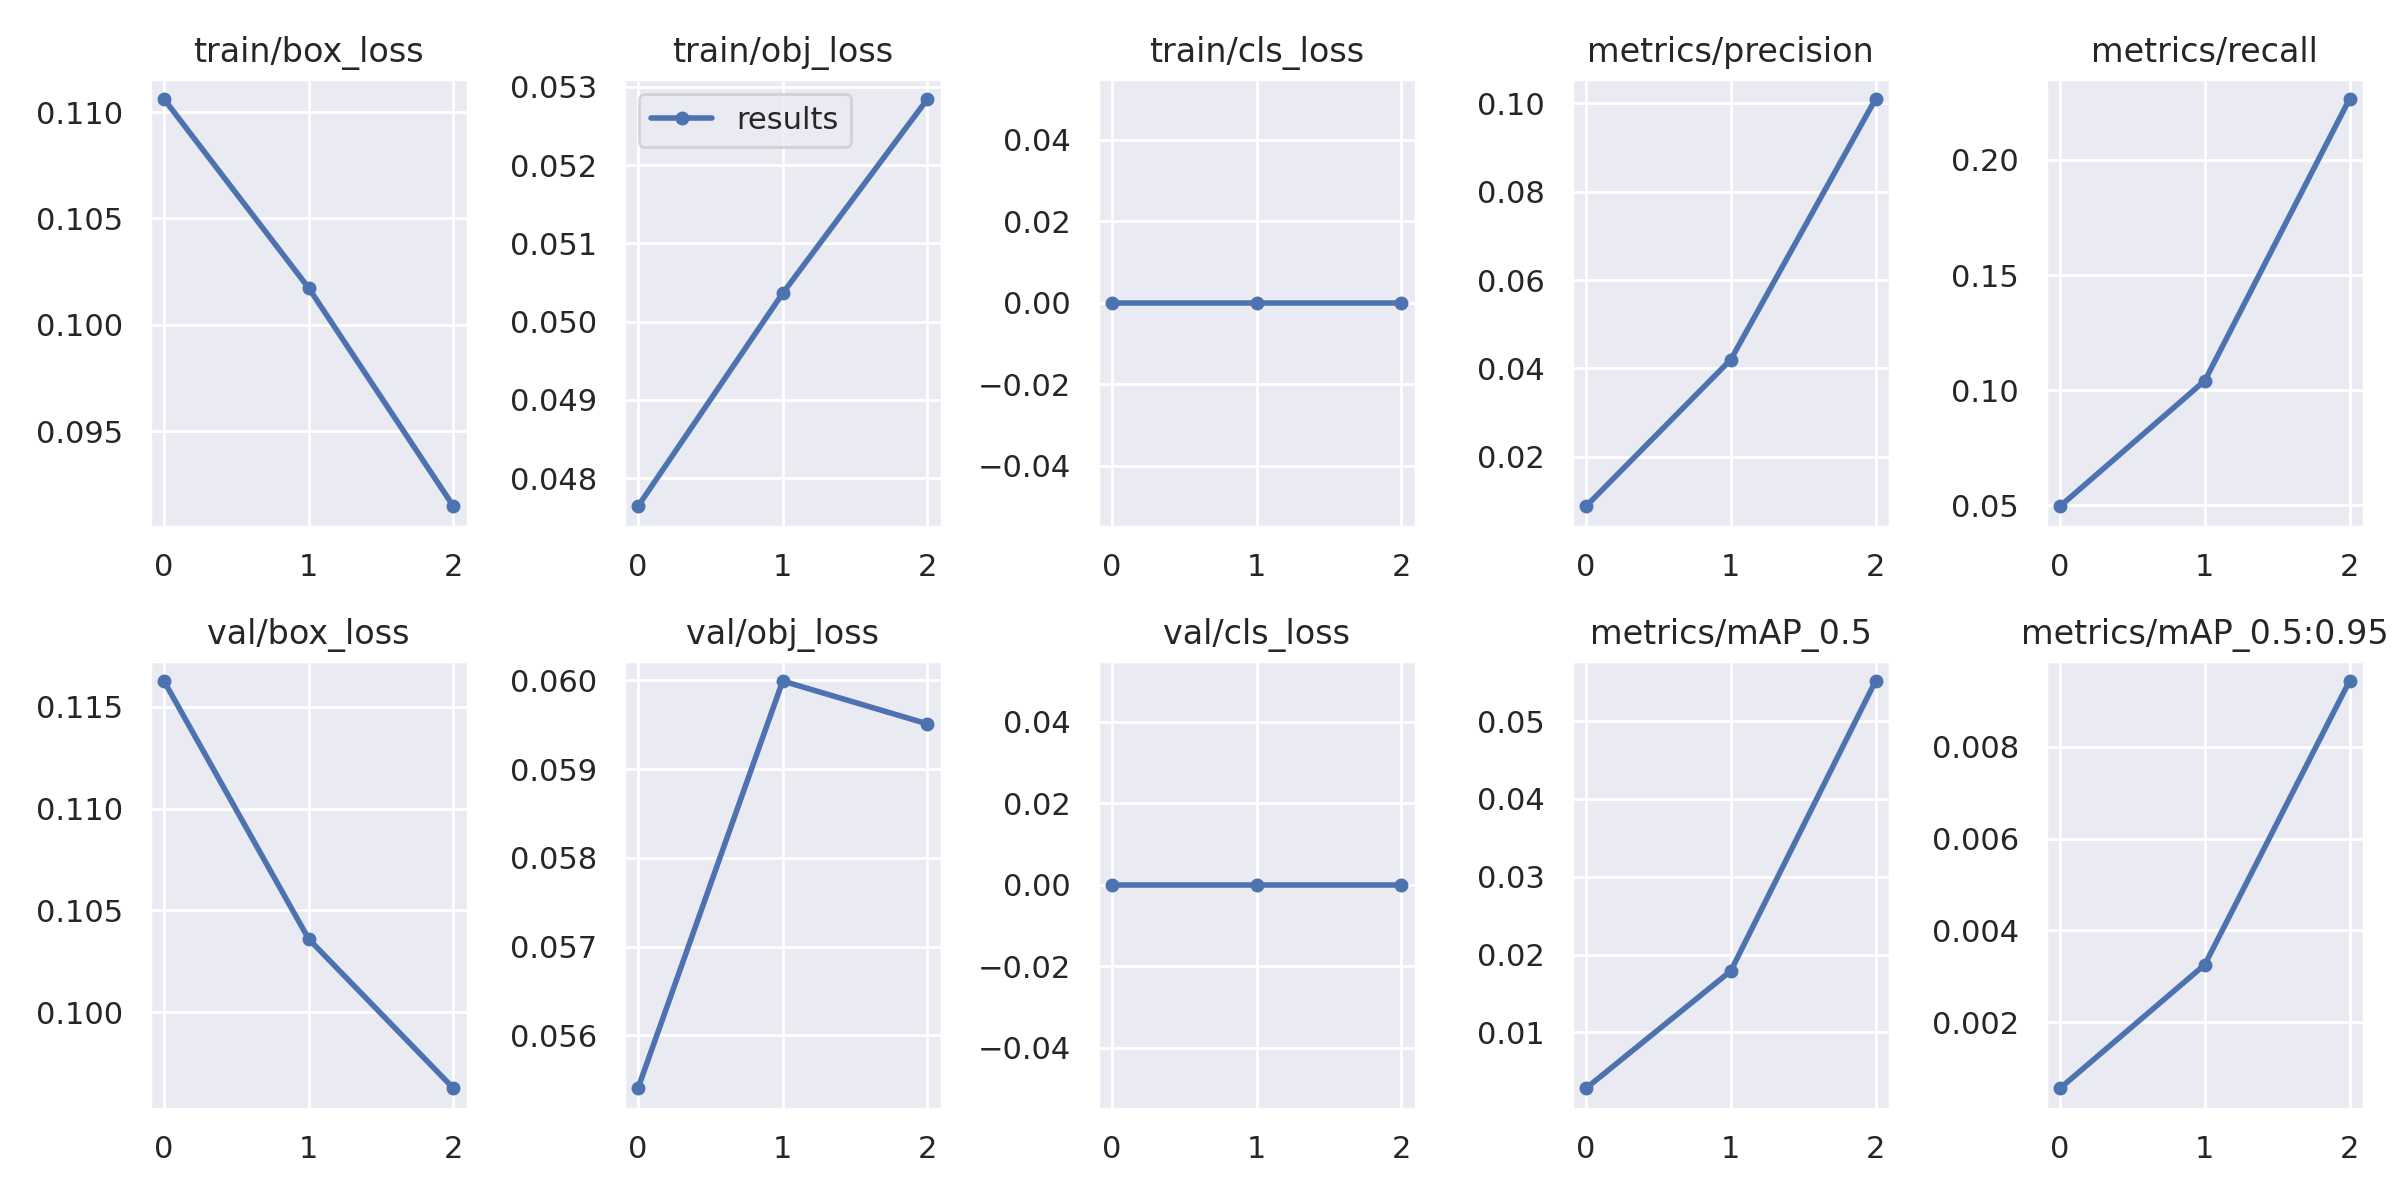 train/box_loss
0.110
0.105
0.100
0.095
0 1 2
train/obj_loss
results
0.053
0.052
0.051
0.050
0.049
0.048
0 1 2
train/cls_loss
0.04
0.02
0.00
−0.02
−0.04
0 1 2
metrics/precision
0.10
0.08
0.06
0.04
0.02
0 1 2
metrics/recall
0.20
0.15
0.10
0.05
0 1 2
val/box_loss
0.115
0.110
0.105
0.100
0 1 2
val/obj_loss
0.060
0.059
0.058
0.057
0.056
0 1 2
val/cls_loss
0.04
0.02
0.00
−0.02
−0.04
0 1 2
metrics/mAP_0.5
0.05
0.04
0.03
0.02
0.01
0 1 2
metrics/mAP_0.5:0.95
0.008
0.006
0.004
0.002
0 1 2